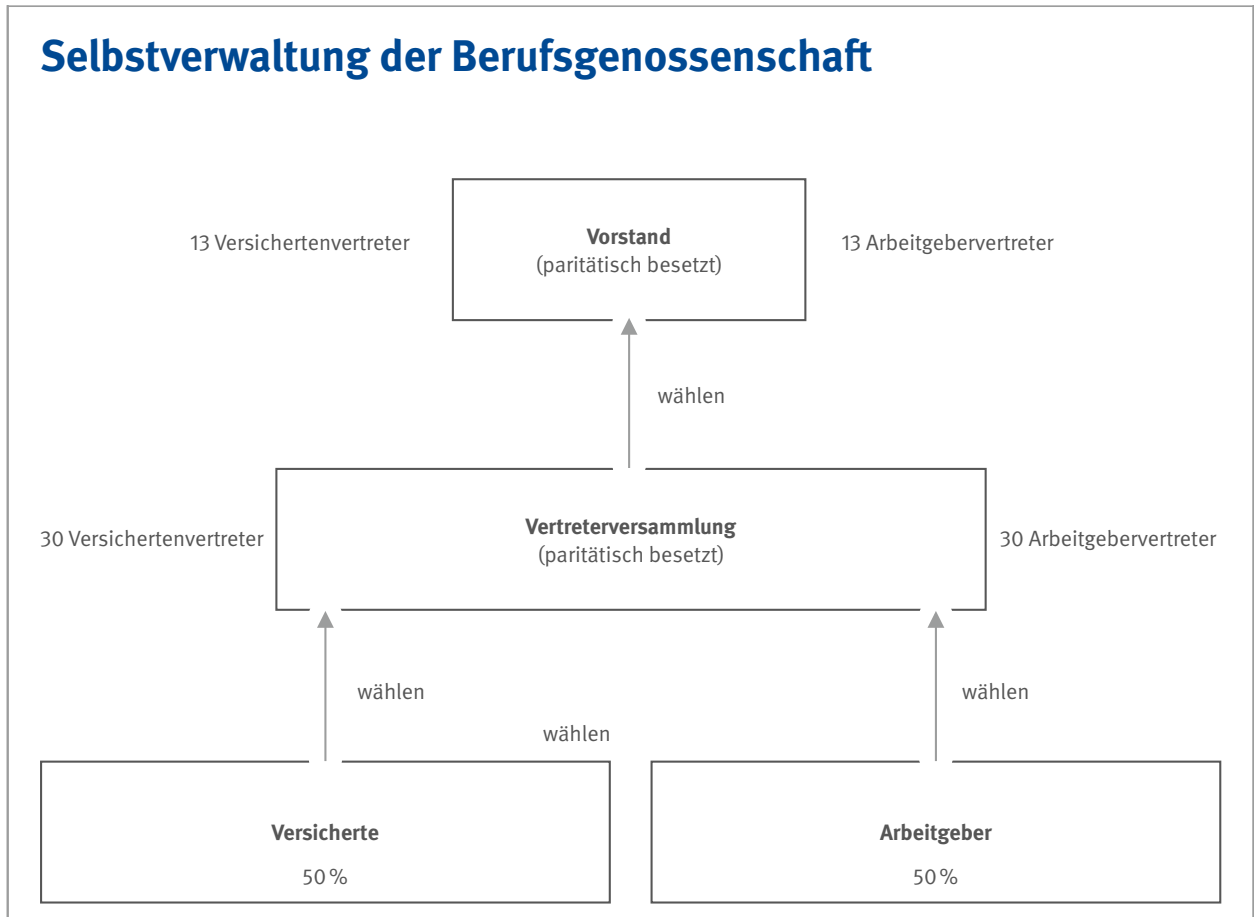 Selbstverwaltung der Berufsgenossenschaft
13 Versichertenvertreter
Vorstand
(paritätisch besetzt)
13 Arbeitgebervertreter
wählen
30 Versichertenvertreter
Vertreterversammlung
(paritätisch besetzt)
30 Arbeitgebervertreter
wählen
wählen
wählen
Versicherte
50 %
Arbeitgeber
50 %